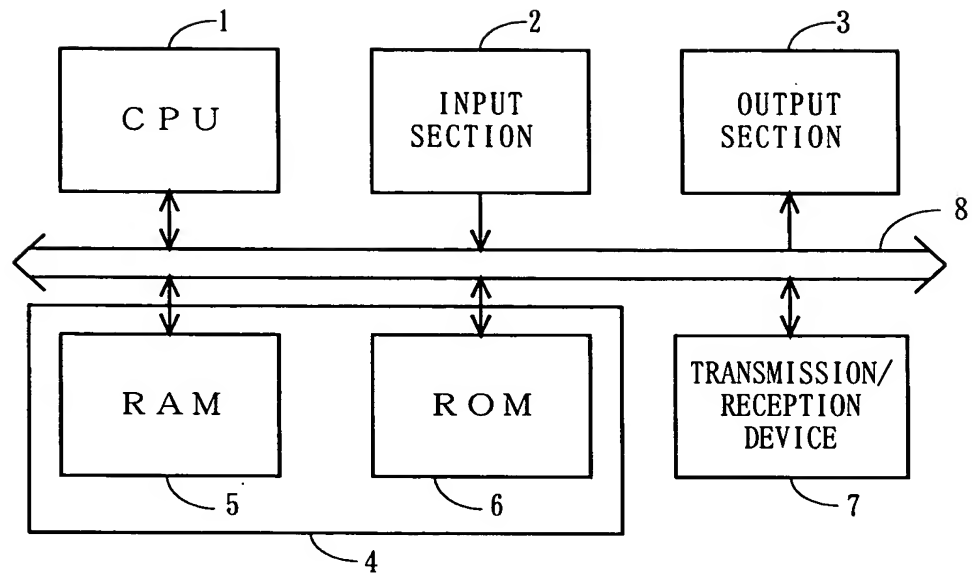 1
2
3
CPU
INPUT
SECTION
OUTPUT
SECTION
8
RAM
ROM
TRANSMISSION/
RECEPTION
DEVICE
5
6
7
4